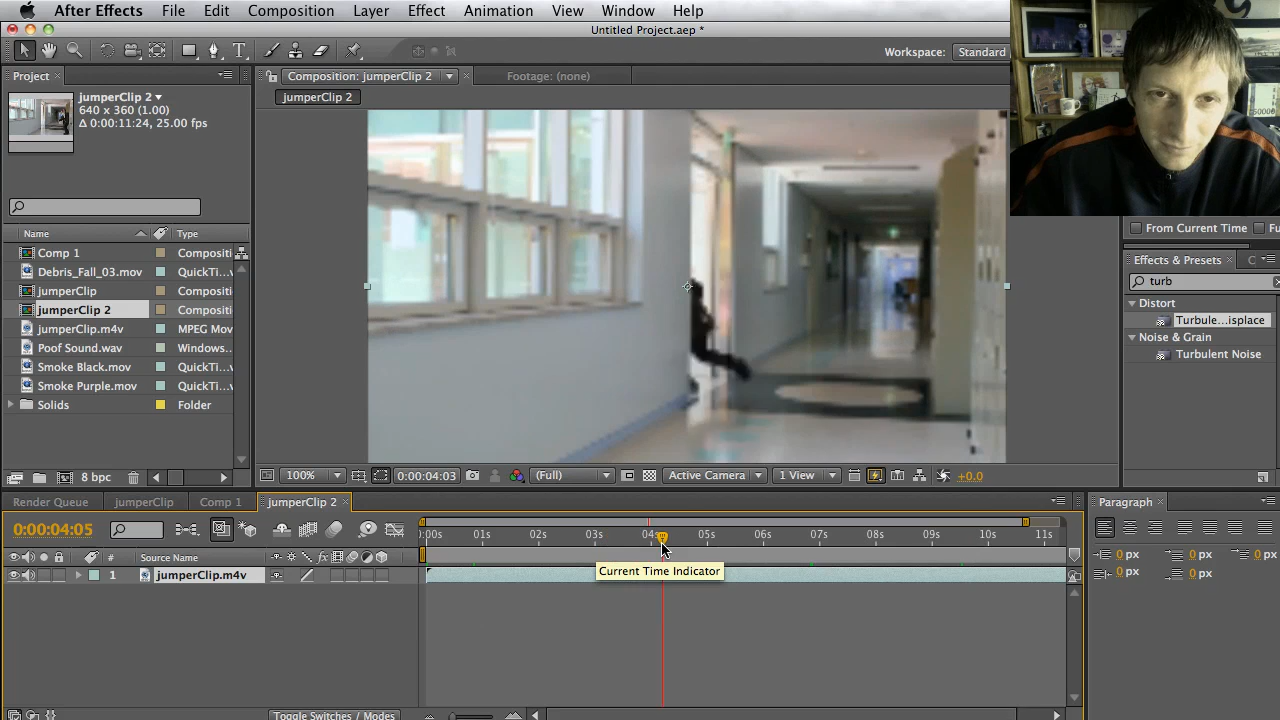 After Effects File Edit Composition Layer Effect Animation View Window Help
Untitled Project.aep *
Workspace: Standard
Project
Composition: jumperClip 2
Footage: (none)
jumperClip 2
jumperClip 2
640 x 360 (1.00)
Δ 0:00:11:24, 25.00 fps
Name Type
Comp 1 Compositi
Debris_Fall_03.mov QuickTi...v
jumperClip Compositi
jumperClip 2 Compositi
jumperClip.m4v MPEG Mov
Poof Sound.wav Windows...
Smoke Black.mov QuickTi...v
Smoke Purple.mov QuickTi...v
Solids Folder
8 bpc
100% 0:00:04:03 (Full) Active Camera 1 View +0.0
From Current Time Fu
Effects & Presets C
turb
Distort
Turbule...isplace
Noise & Grain
Turbulent Noise
Render Queue jumperClip Comp 1 jumperClip 2
0:00:04:05
:00s 01s 02s 03s 04s 05s 06s 07s 08s 09s 10s 11s
# Source Name
1 jumperClip.m4v
Current Time Indicator
Toggle Switches / Modes
Paragraph
0 px 0 px 0 px
0 px 0 px